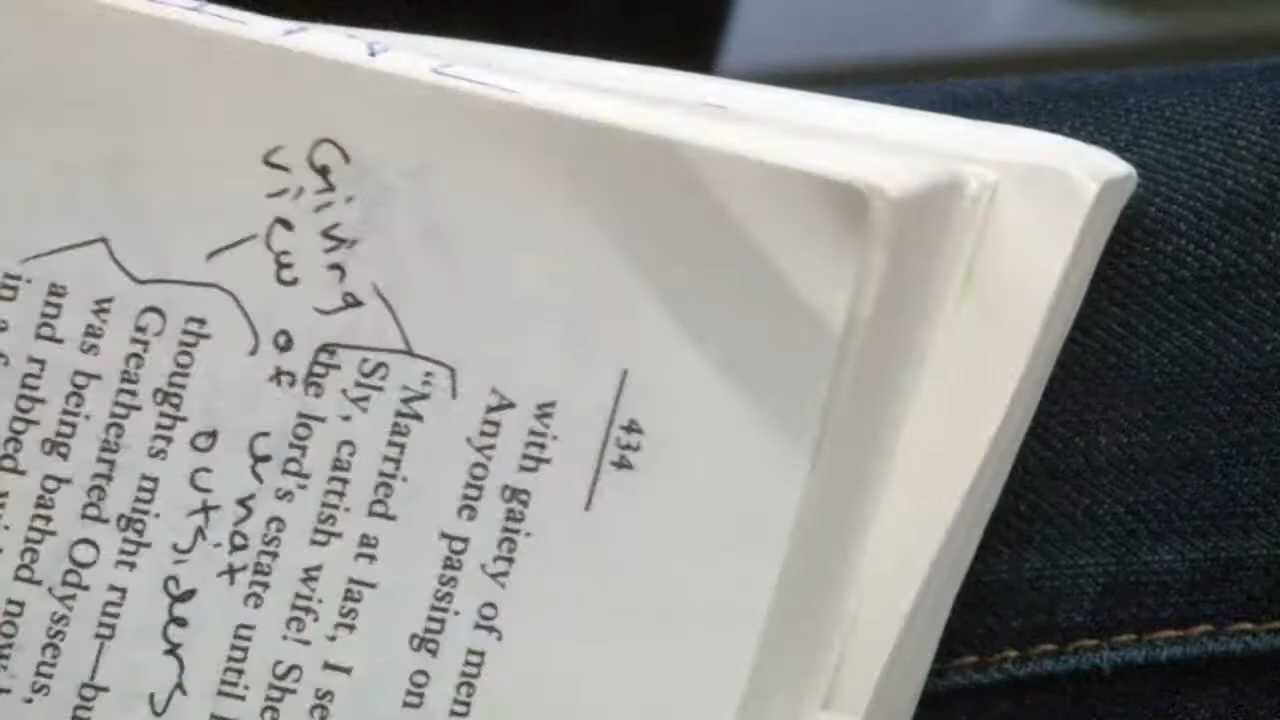 434
with gaiety of men
Anyone passing on
"Married at last, I se
Sly, cattish wife! She
the lord's estate until
thoughts might run—bu
Greathearted Odysseus,
was being bathed now
and rubbed
in a
Giving
view of what
outsiders